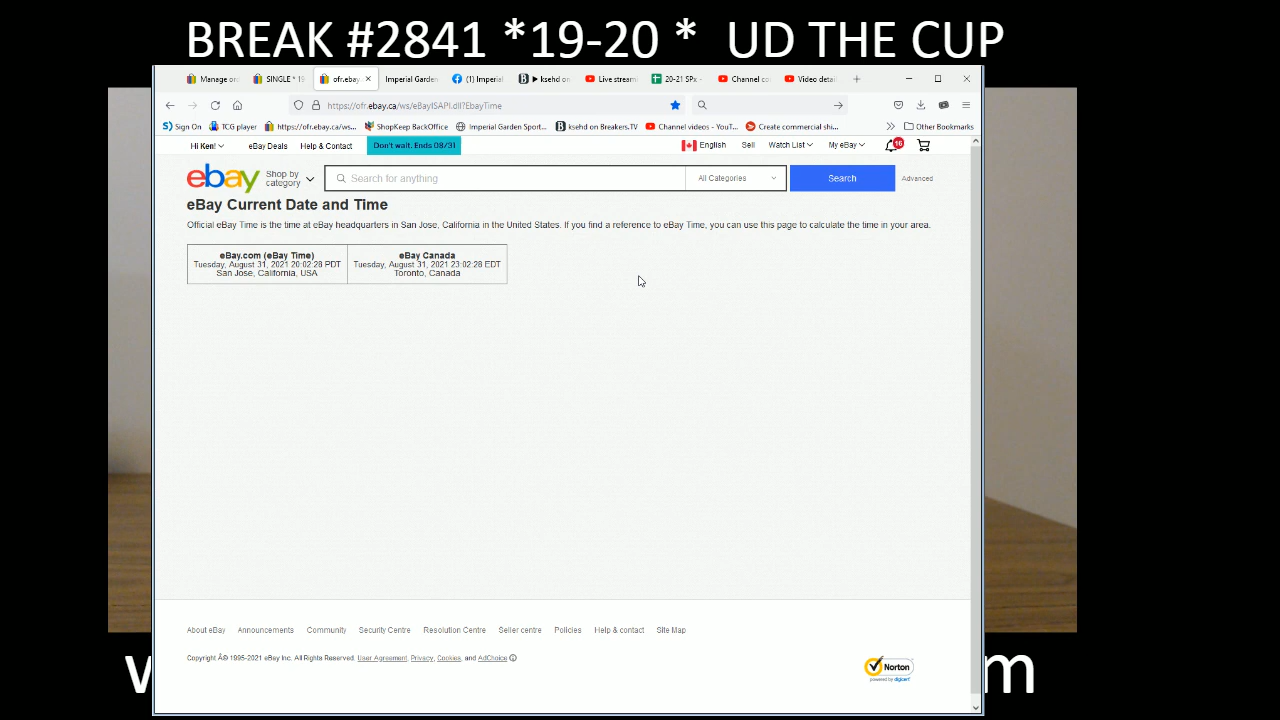 BREAK #2841 *19-20 * UD THE CUP
Manage or
SINGLE * 19
ofr.ebay
Imperial Garde
(1) Imperial
ksehd on
Live streami
20-21 SPx -
Channel co
Video detai
https://ofr.ebay.ca/ws/eBayISAPI.dll?EbayTime
Sign On
TCG player
https://ofr.ebay.ca/ws...
ShopKeep BackOffice
Imperial Garden Sport...
ksehd on Breakers.TV
Channel videos - YouT...
Create commercial shi...
Other Bookmarks
Hi Ken!
eBay Deals
Help & Contact
Don't wait. Ends 08/31
English
Sell
Watch List
My eBay
16
ebay
Shop by
category
Search for anything
All Categories
Search
Advanced
eBay Current Date and Time
Official eBay Time is the time at eBay headquarters in San Jose, California in the United States. If you find a reference to eBay Time, you can use this page to calculate the time in your area.
eBay.com (eBay Time)
Tuesday, August 31, 2021 20:02:28 PDT
San Jose, California, USA
eBay Canada
Tuesday, August 31, 2021 23:02:28 EDT
Toronto, Canada
About eBay
Announcements
Community
Security Centre
Resolution Centre
Seller centre
Policies
Help & contact
Site Map
Copyright Â© 1995-2021 eBay Inc. All Rights Reserved. User Agreement, Privacy, Cookies, and AdChoice
Norton
powered by digicert